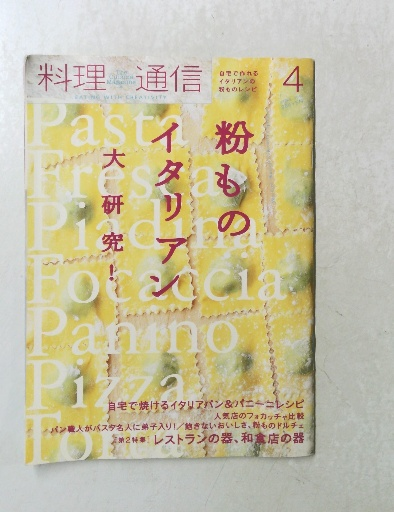 料理通信
EATING WITH CREATIVITY
自宅で作れる
イタリアンの
粉ものレシピ
4
粉もの
イタリアン
大研究!
Pasta
Fresca
Piadina
Focaccia
Panino
Pizza
自宅で焼けるイタリアパン&パニーニレシピ
人気店のフォカッチャ比較
パン職人がパスタ名人に弟子入り!/飽きないおいしさ、粉ものドルチェ
第2特集 レストランの器、和食店の器